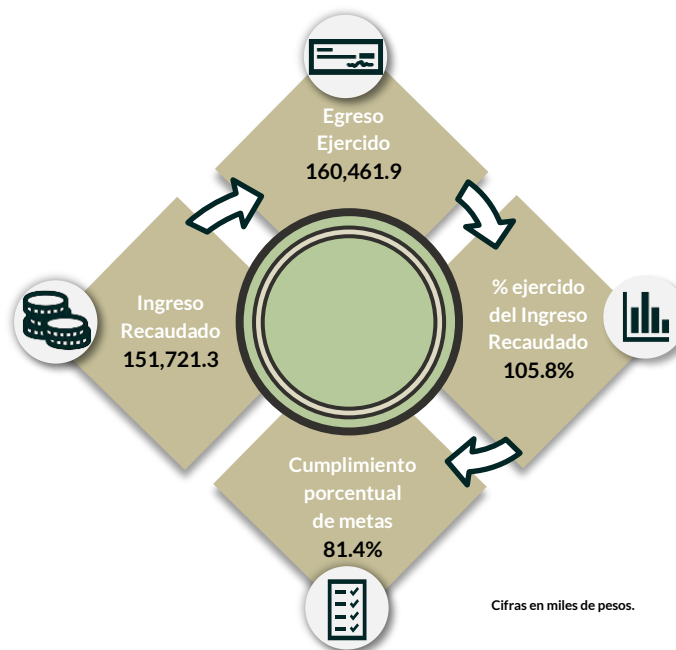 Egreso
Ejercido
160,461.9
Ingreso
Recaudado
151,721.3
% ejercido
del Ingreso
Recaudado
105.8%
Cumplimiento
porcentual
de metas
81.4%
Cifras en miles de pesos.